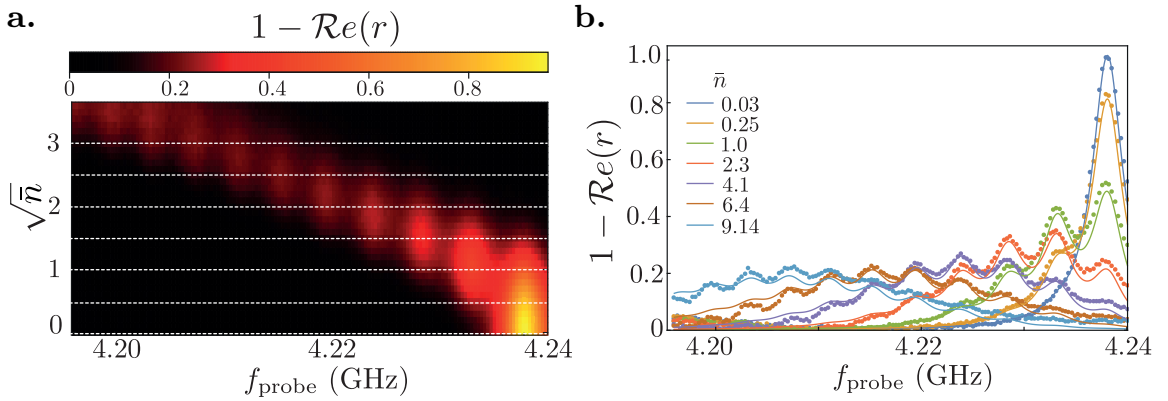 a.
1 − Re(r)
0 0.2 0.4 0.6 0.8
√n̄
3
2
1
0
4.20 4.22 4.24
f_probe (GHz)
b.
1 − Re(r)
1.0
0.8
0.6
0.4
0.2
0
n̄
0.03
0.25
1.0
2.3
4.1
6.4
9.14
4.20 4.22 4.24
f_probe (GHz)